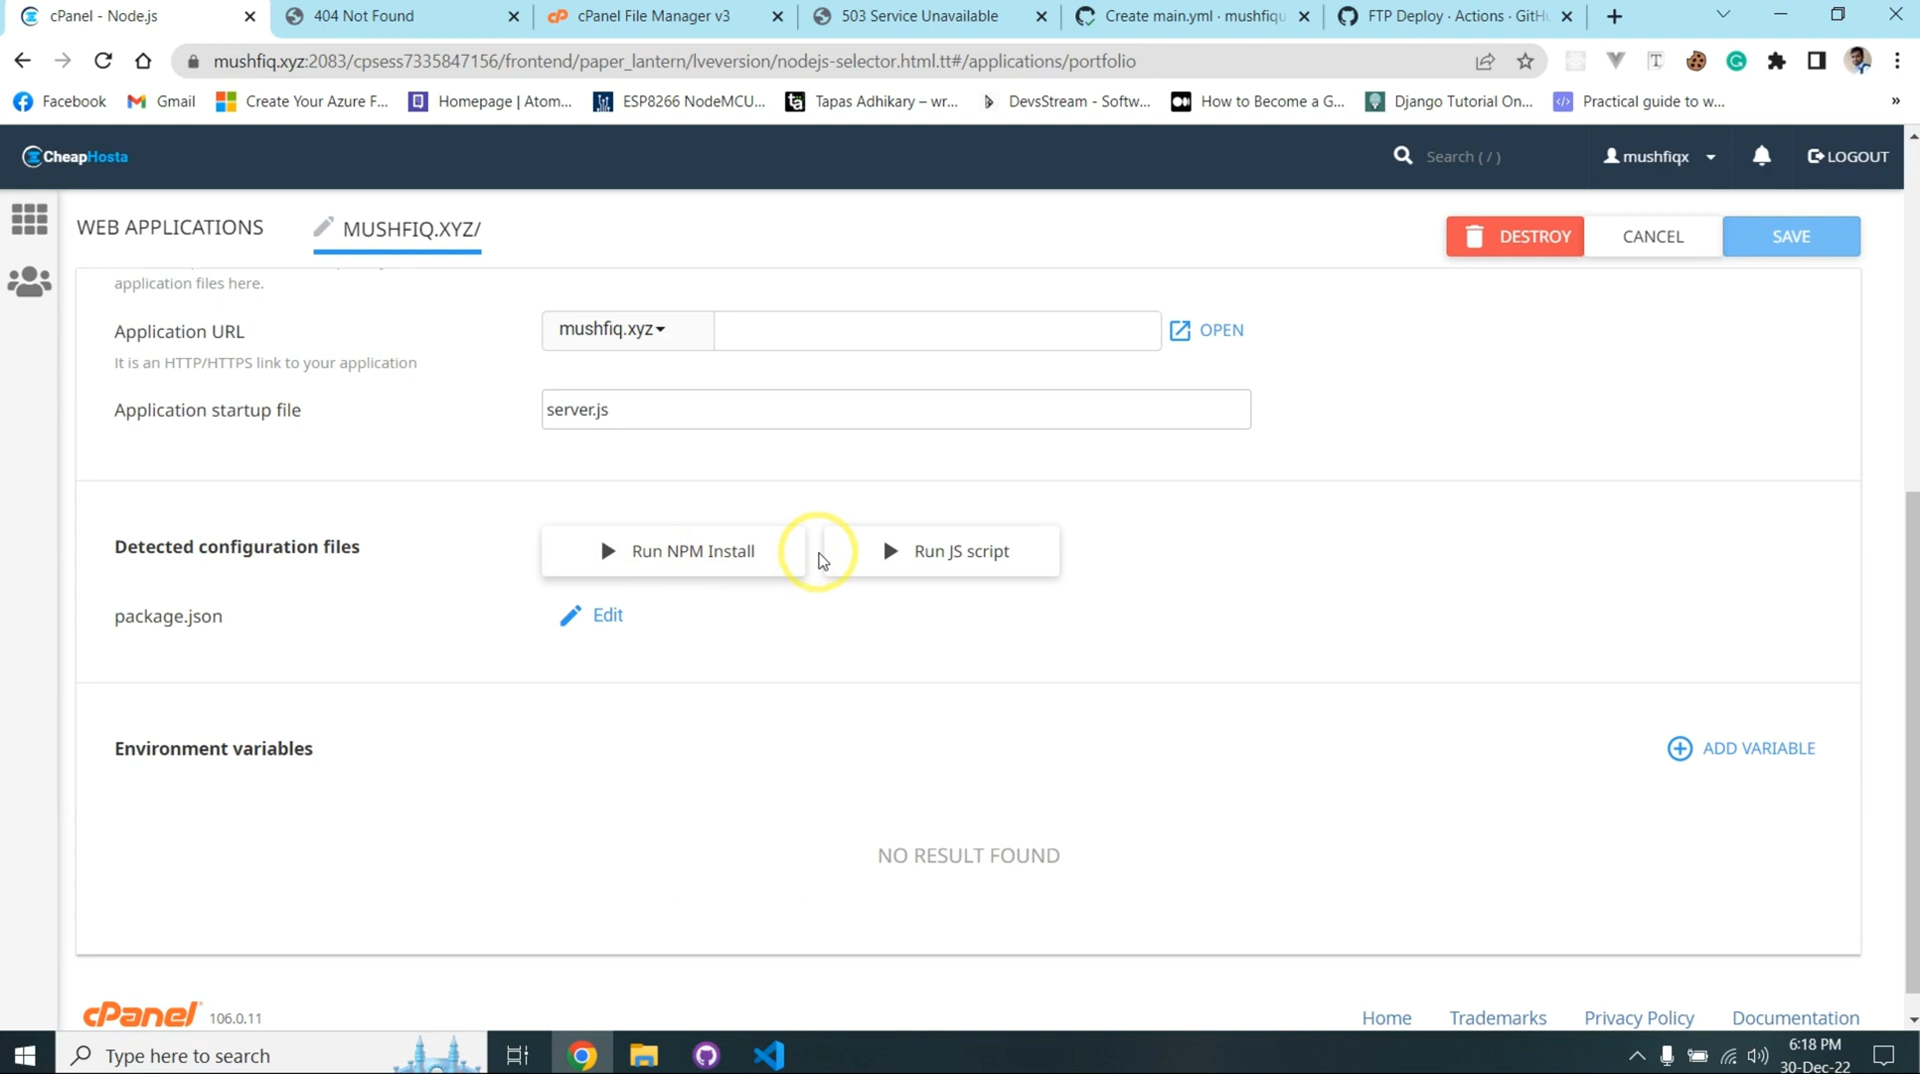 cPanel - Node.js
404 Not Found
cPanel File Manager v3
503 Service Unavailable
Create main.yml · mushfiqu
FTP Deploy · Actions · GitHu
mushfiq.xyz:2083/cpsess7335847156/frontend/paper_lantern/lveversion/nodejs-selector.html.tt#/applications/portfolio
Facebook
Gmail
Create Your Azure F...
Homepage | Atom...
ESP8266 NodeMCU...
Tapas Adhikary – wr...
DevsStream - Softw...
How to Become a G...
Django Tutorial On...
Practical guide to w...
»
CheapHosta
Search ( / )
mushfiqx
LOGOUT
WEB APPLICATIONS
MUSHFIQ.XYZ/
DESTROY
CANCEL
SAVE
application files here.
Application URL
mushfiq.xyz
OPEN
It is an HTTP/HTTPS link to your application
Application startup file
server.js
Detected configuration files
Run NPM Install
Run JS script
package.json
Edit
Environment variables
ADD VARIABLE
NO RESULT FOUND
cPanel 106.0.11
Home
Trademarks
Privacy Policy
Documentation
Type here to search
6:18 PM
30-Dec-22